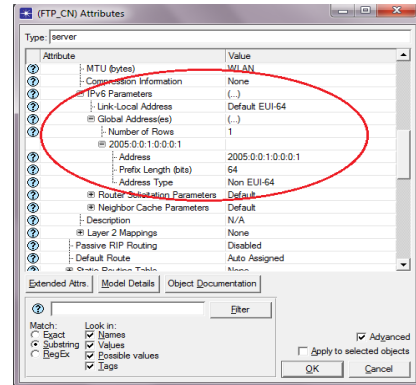 (FTP_CN) Attributes
Type: server
Attribute Value
MTU (bytes) WLAN
Compression Information None
IPv6 Parameters (...)
Link-Local Address Default EUI-64
Global Address(es) (...)
Number of Rows 1
2005:0:0:1:0:0:0:1
Address 2005:0:0:1:0:0:0:1
Prefix Length (bits) 64
Address Type Non EUI-64
Router Solicitation Parameters Default
Neighbor Cache Parameters Default
Description N/A
Layer 2 Mappings None
Passive RIP Routing Disabled
Default Route Auto Assigned
Static Routing Table None
Extended Attrs. Model Details Object Documentation
Filter
Match: Look in:
Exact Names
Substring Values
RegEx Possible values
Tags
Advanced
Apply to selected objects
OK Cancel